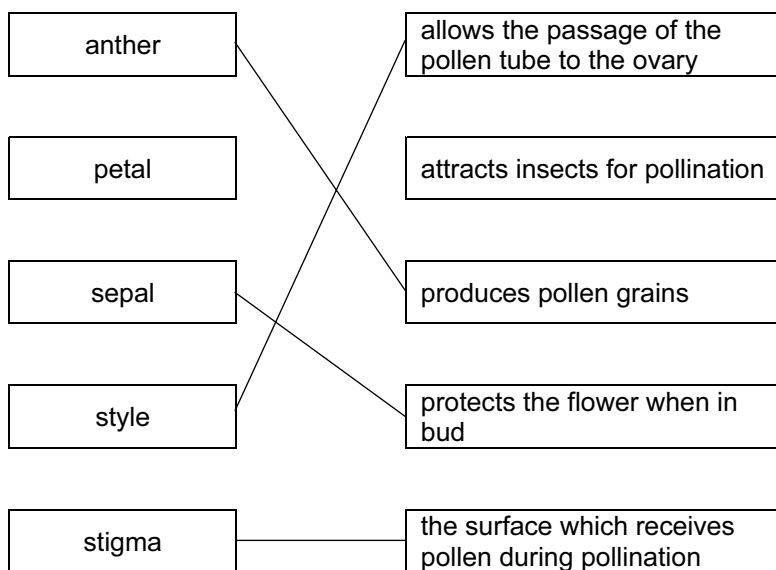 anther
allows the passage of the
pollen tube to the ovary
petal
attracts insects for pollination
sepal
produces pollen grains
style
protects the flower when in
bud
stigma
the surface which receives
pollen during pollination